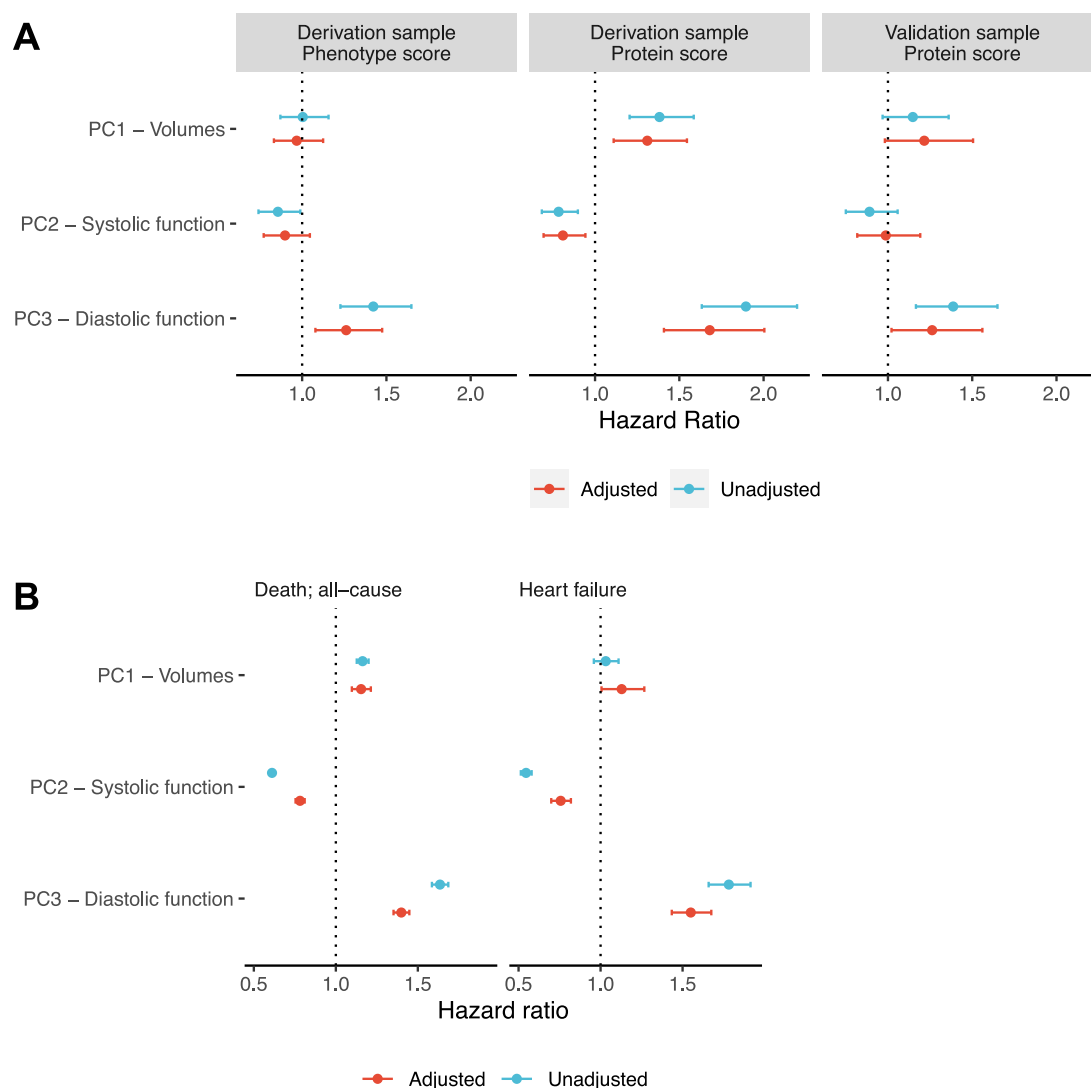 A
Derivation sample
Phenotype score
Derivation sample
Protein score
Validation sample
Protein score
PC1 – Volumes
PC2 – Systolic function
PC3 – Diastolic function
1.0 1.5 2.0 1.0 1.5 2.0 1.0 1.5 2.0
Hazard Ratio
Adjusted Unadjusted
B
Death; all–cause Heart failure
PC1 – Volumes
PC2 – Systolic function
PC3 – Diastolic function
0.5 1.0 1.5 0.5 1.0 1.5
Hazard ratio
Adjusted Unadjusted